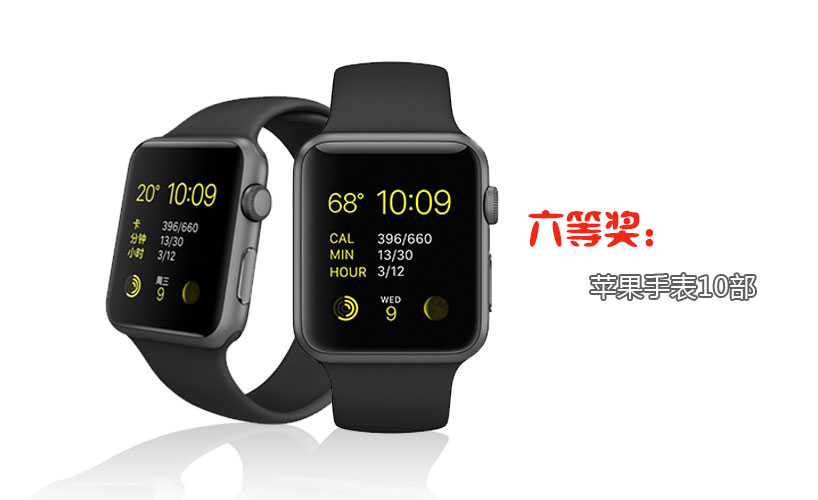 20° 10:09
卡 396/660
分钟 13/30
小时 3/12
周三
9
68° 10:09
CAL 396/660
MIN 13/30
HOUR 3/12
WED
9
六等奖：
苹果手表10部